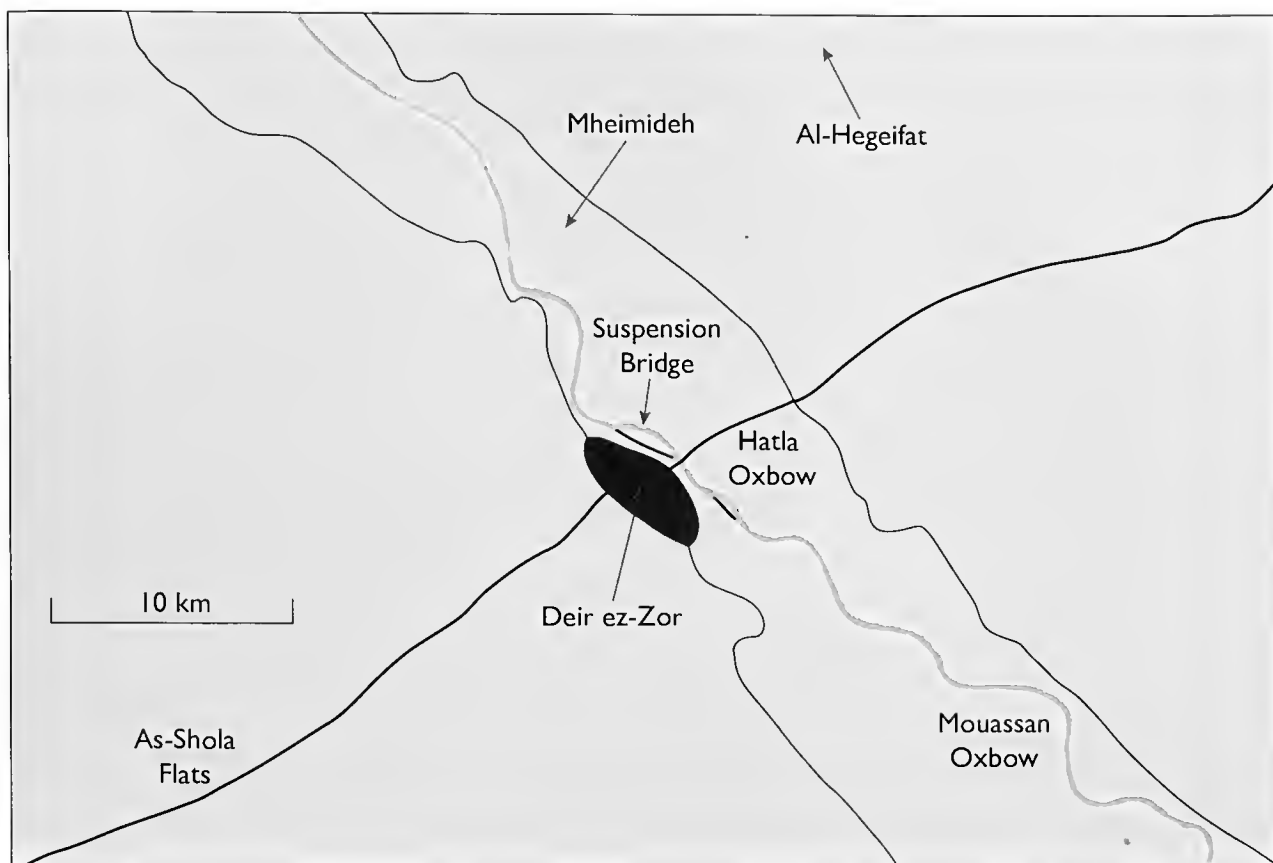 Mheimideh
Al-Hegeifat
Suspension
Bridge
Hatla
Oxbow
10 km
Deir ez-Zor
As-Shola
Flats
Mouassan
Oxbow